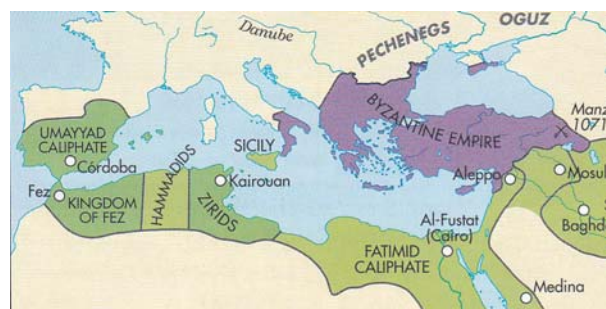 OGUZ
PECHENEGS
Danube
BYZANTINE EMPIRE
Manz
1071
UMAYYAD
CALIPHATE
Córdoba
SICILY
Fez
KINGDOM
OF FEZ
HAMMADIDS
ZIRIDS
Kairouan
Aleppo
Mosul
Al-Fustat
(Cairo)
Baghd
FATIMID
CALIPHATE
Medina